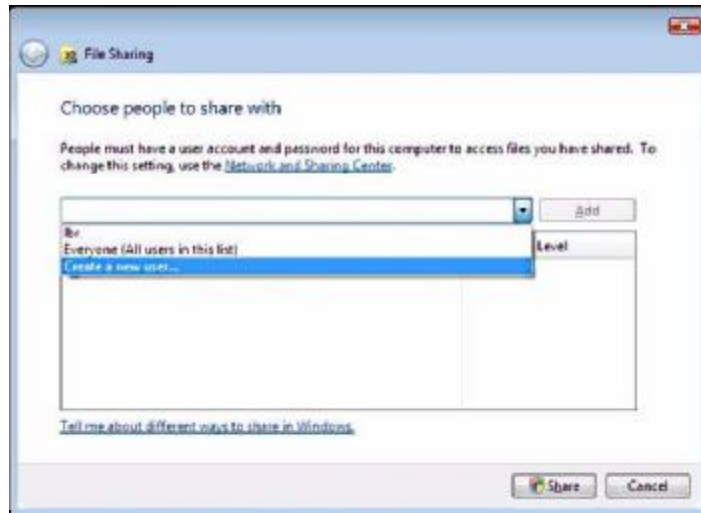 File Sharing
Choose people to share with
People must have a user account and password for this computer to access files you have shared. To
change this setting, use the Network and Sharing Center.
Add
Everyone (All users in this list)
Level
Create a new user...
Tell me about different ways to share in Windows.
Share
Cancel